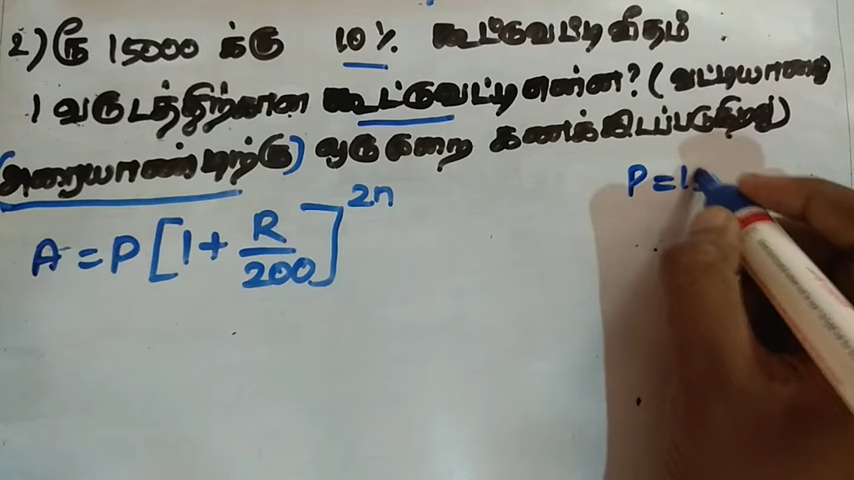 2) ரூ 15000 க்கு 10% கூட்டுவட்டி வீதம்
1 வருடத்திற்கான கூட்டுவட்டி என்ன? (வட்டியானது
அரையாண்டிற்கு) ஒருமுறை கணக்கிடப்படுகிறது)
P = 15
A = P [1 + R/200]^2n